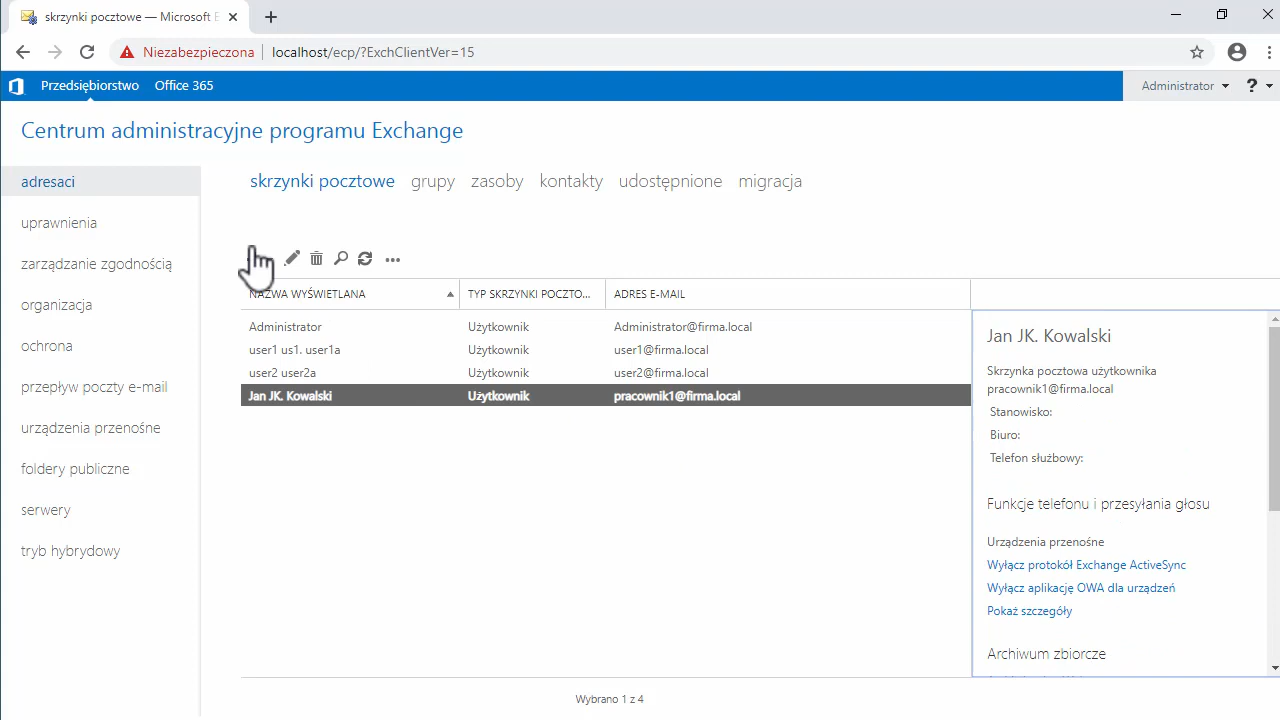 skrzynki pocztowe — Microsoft E
Niezabezpieczona
localhost/ecp/?ExchClientVer=15
Przedsiębiorstwo Office 365
Administrator ?
Centrum administracyjne programu Exchange
adresaci
uprawnienia
zarządzanie zgodnością
organizacja
ochrona
przepływ poczty e-mail
urządzenia przenośne
foldery publiczne
serwery
tryb hybrydowy
skrzynki pocztowe grupy zasoby kontakty udostępnione migracja
NAZWA WYŚWIETLANA TYP SKRZYNKI POCZTO... ADRES E-MAIL
Administrator Użytkownik Administrator@firma.local
user1 us1. user1a Użytkownik user1@firma.local
user2 user2a Użytkownik user2@firma.local
Jan JK. Kowalski Użytkownik pracownik1@firma.local
Wybrano 1 z 4
Jan JK. Kowalski
Skrzynka pocztowa użytkownika
pracownik1@firma.local
Stanowisko:
Biuro:
Telefon służbowy:
Funkcje telefonu i przesyłania głosu
Urządzenia przenośne
Wyłącz protokół Exchange ActiveSync
Wyłącz aplikację OWA dla urządzeń
Pokaż szczegóły
Archiwum zbiorcze